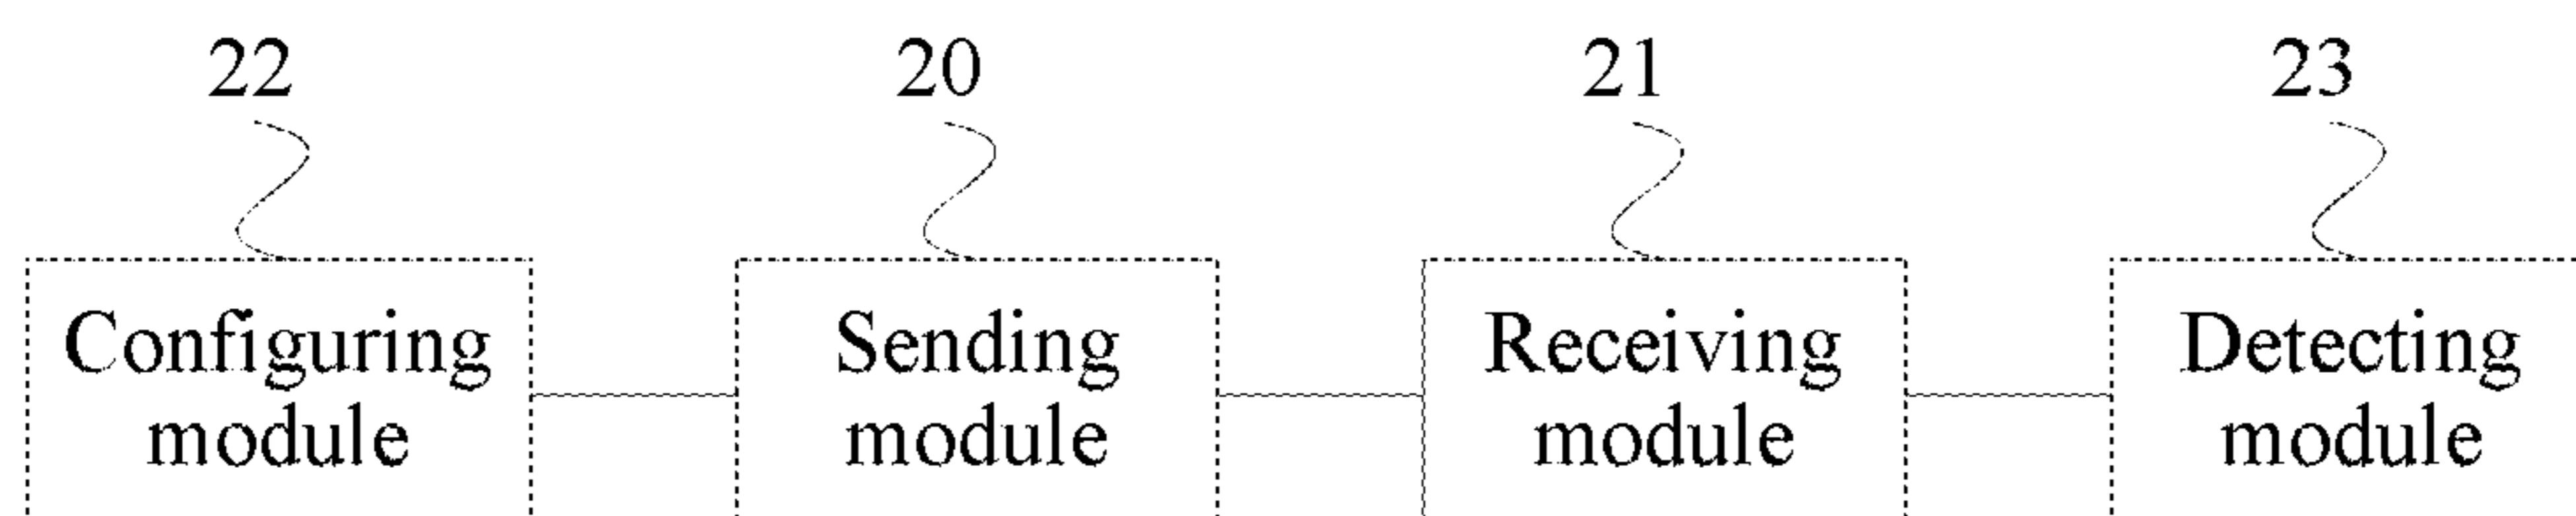 22 20 21 23
Configuring module
Sending module
Receiving module
Detecting module